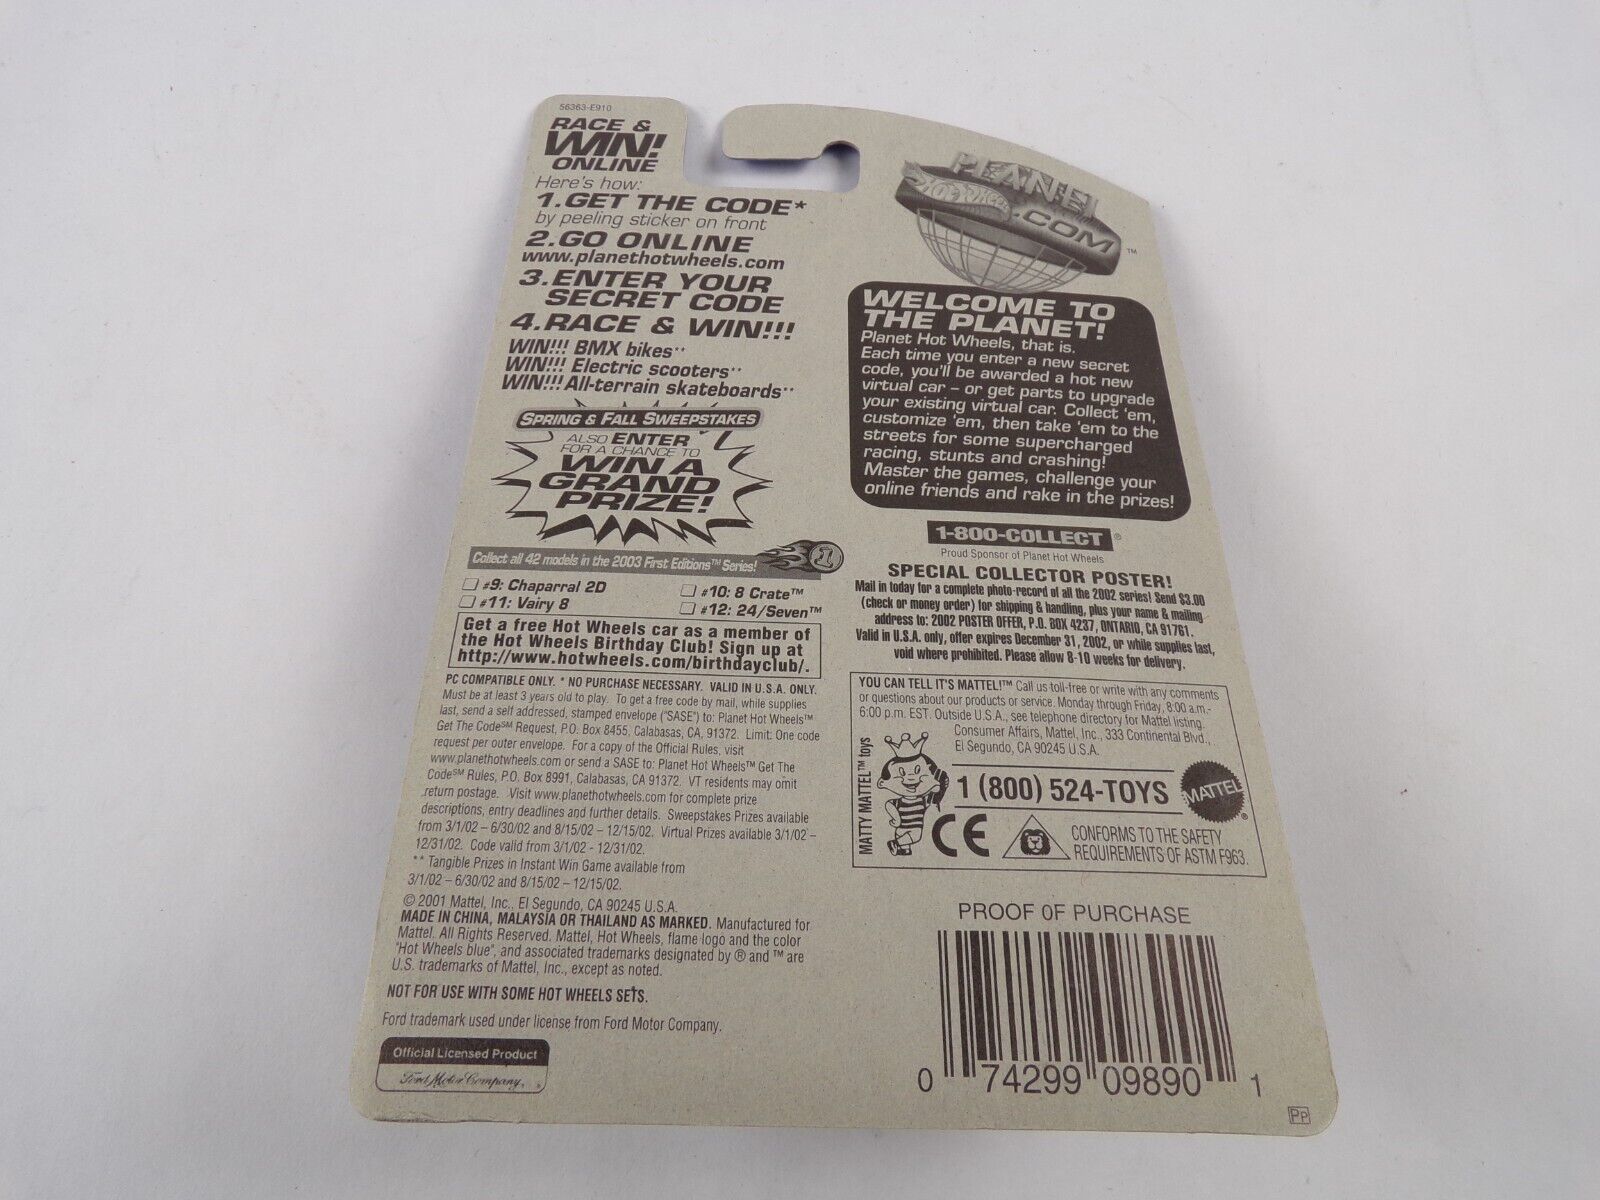 56363-E910
RACE &
WIN!
ONLINE
Here's how:
1.GET THE CODE*
by peeling sticker on front
2.GO ONLINE
www.planethotwheels.com
3.ENTER YOUR
SECRET CODE
4.RACE & WIN!!!
WIN!!! BMX bikes**
WIN!!! Electric scooters**
WIN!!! All-terrain skateboards**
SPRING & FALL SWEEPSTAKES
ALSO ENTER
FOR A CHANCE TO
WIN A
GRAND
PRIZE!
Collect all 42 models in the 2003 First Editions™ Series!
1
#9: Chaparral 2D
#10: 8 Crate™
#11: Vairy 8
#12: 24/Seven™
Get a free Hot Wheels car as a member of
the Hot Wheels Birthday Club! Sign up at
http://www.hotwheels.com/birthdayclub/.
PC COMPATIBLE ONLY. * NO PURCHASE NECESSARY. VALID IN U.S.A. ONLY.
Must be at least 3 years old to play. To get a free code by mail, while supplies
last, send a self addressed, stamped envelope ("SASE") to: Planet Hot Wheels™
Get The Code℠ Request, P.O. Box 8455, Calabasas, CA, 91372. Limit: One code
request per outer envelope. For a copy of the Official Rules, visit
www.planethotwheels.com or send a SASE to: Planet Hot Wheels™ Get The
Code℠ Rules, P.O. Box 8991, Calabasas, CA 91372. VT residents may omit
return postage. Visit www.planethotwheels.com for complete prize
descriptions, entry deadlines and further details. Sweepstakes Prizes available
from 3/1/02 – 6/30/02 and 8/15/02 – 12/15/02. Virtual Prizes available 3/1/02 –
12/31/02. Code valid from 3/1/02 - 12/31/02.
** Tangible Prizes in Instant Win Game available from
3/1/02 – 6/30/02 and 8/15/02 – 12/15/02.
© 2001 Mattel, Inc., El Segundo, CA 90245 U.S.A.
MADE IN CHINA, MALAYSIA OR THAILAND AS MARKED. Manufactured for
Mattel. All Rights Reserved. Mattel, Hot Wheels, flame logo and the color
"Hot Wheels blue", and associated trademarks designated by ® and ™ are
U.S. trademarks of Mattel, Inc., except as noted.
NOT FOR USE WITH SOME HOT WHEELS SETS.
Ford trademark used under license from Ford Motor Company.
Official Licensed Product
Ford Motor Company,
PLANET
Hot Wheels
.COM
™
WELCOME TO
THE PLANET!
Planet Hot Wheels, that is.
Each time you enter a new secret
code, you'll be awarded a hot new
virtual car – or get parts to upgrade
your existing virtual car. Collect 'em,
customize 'em, then take 'em to the
streets for some supercharged
racing, stunts and crashing!
Master the games, challenge your
online friends and rake in the prizes!
1-800-COLLECT®
Proud Sponsor of Planet Hot Wheels
SPECIAL COLLECTOR POSTER!
Mail in today for a complete photo-record of all the 2002 series! Send $3.00
(check or money order) for shipping & handling, plus your name & mailing
address to: 2002 POSTER OFFER, P.O. BOX 4237, ONTARIO, CA 91761.
Valid in U.S.A. only, offer expires December 31, 2002, or while supplies last,
void where prohibited. Please allow 8-10 weeks for delivery.
YOU CAN TELL IT'S MATTEL!™ Call us toll-free or write with any comments
or questions about our products or service. Monday through Friday, 8:00 a.m.-
6:00 p.m. EST. Outside U.S.A., see telephone directory for Mattel listing.
Consumer Affairs, Mattel, Inc., 333 Continental Blvd.,
El Segundo, CA 90245 U.S.A.
MATTY MATTEL™ toys
1 (800) 524-TOYS
MATTEL®
CE
CONFORMS TO THE SAFETY
REQUIREMENTS OF ASTM F963.
PROOF OF PURCHASE
0 74299 09890 1
PP